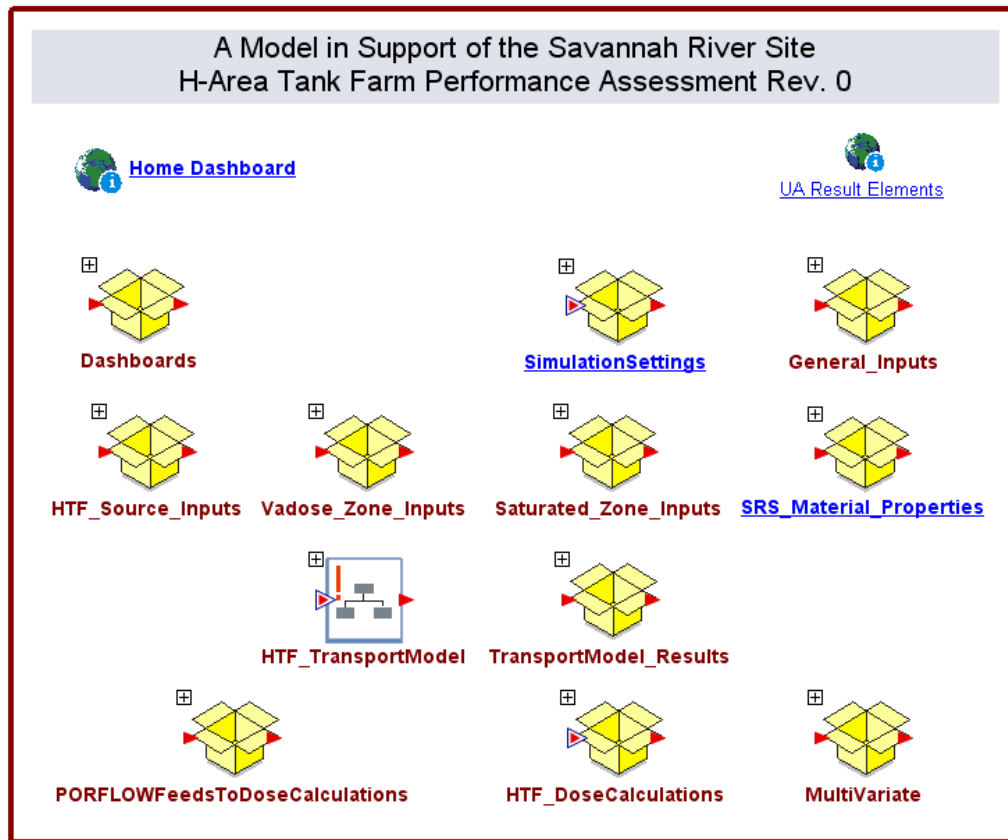 A Model in Support of the Savannah River Site
H-Area Tank Farm Performance Assessment Rev. 0
Home Dashboard
UA Result Elements
Dashboards
SimulationSettings
General_Inputs
HTF_Source_Inputs
Vadose_Zone_Inputs
Saturated_Zone_Inputs
SRS_Material_Properties
HTF_TransportModel
TransportModel_Results
PORFLOWFeedsToDoseCalculations
HTF_DoseCalculations
MultiVariate